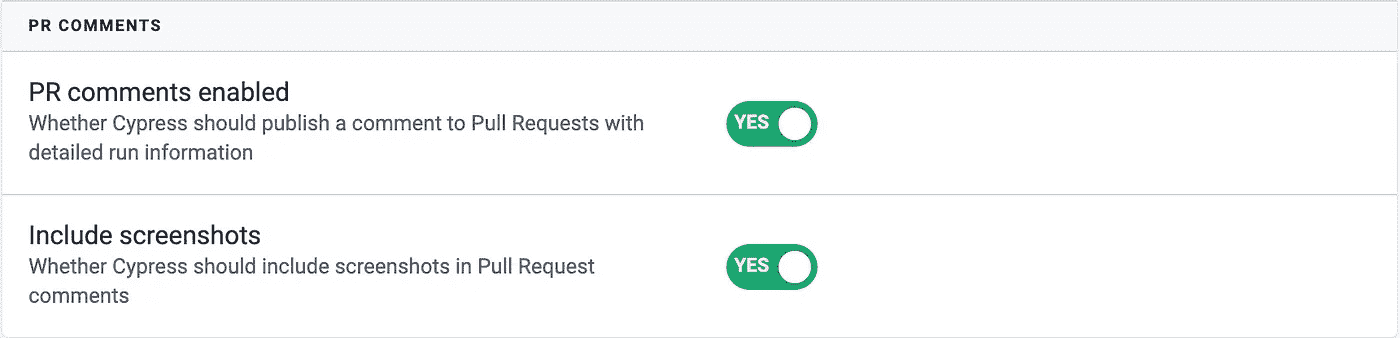 PR COMMENTS
PR comments enabled
Whether Cypress should publish a comment to Pull Requests with
detailed run information
YES
Include screenshots
Whether Cypress should include screenshots in Pull Request
comments
YES